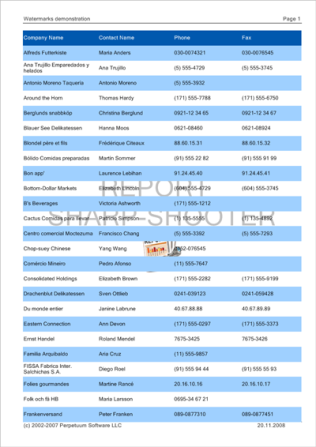 Watermarks demonstration Page 1
Company Name Contact Name Phone Fax
Alfreds Futterkiste Maria Anders 030-0074321 030-0076545
Ana Trujillo Emparedados y
helados Ana Trujillo (5) 555-4729 (5) 555-3745
Antonio Moreno Taquería Antonio Moreno (5) 555-3932
Around the Horn Thomas Hardy (171) 555-7788 (171) 555-6750
Berglunds snabbköp Christina Berglund 0921-12 34 65 0921-12 34 67
Blauer See Delikatessen Hanna Moos 0621-08460 0621-08924
Blondel père et fils Frédérique Citeaux 88.60.15.31 88.60.15.32
Bólido Comidas preparadas Martín Sommer (91) 555 22 82 (91) 555 91 99
Bon app' Laurence Lebihan 91.24.45.40 91.24.45.41
Bottom-Dollar Markets Elizabeth Lincoln (604) 555-4729 (604) 555-3745
REPORT
B's Beverages Victoria Ashworth (171) 555-1212
Cactus Comidas para llevar Patricio Simpson (1) 135-5555 (1) 135-4892
SHARP SHOOTER
Centro comercial Moctezuma Francisco Chang (5) 555-3392 (5) 555-7293
Chop-suey Chinese Yang Wang 0452-076545
Comércio Mineiro Pedro Afonso (11) 555-7647
Consolidated Holdings Elizabeth Brown (171) 555-2282 (171) 555-9199
Drachenblut Delikatessen Sven Ottlieb 0241-039123 0241-059428
Du monde entier Janine Labrune 40.67.88.88 40.67.89.89
Eastern Connection Ann Devon (171) 555-0297 (171) 555-3373
Ernst Handel Roland Mendel 7675-3425 7675-3426
Familia Arquibaldo Aria Cruz (11) 555-9857
FISSA Fabrica Inter.
Salchichas S.A. Diego Roel (91) 555 94 44 (91) 555 55 93
Folies gourmandes Martine Rancé 20.16.10.16 20.16.10.17
Folk och fä HB Maria Larsson 0695-34 67 21
Frankenversand Peter Franken 089-0877310 089-0877451
(c) 2002-2007 Perpetuum Software LLC 20.11.2008